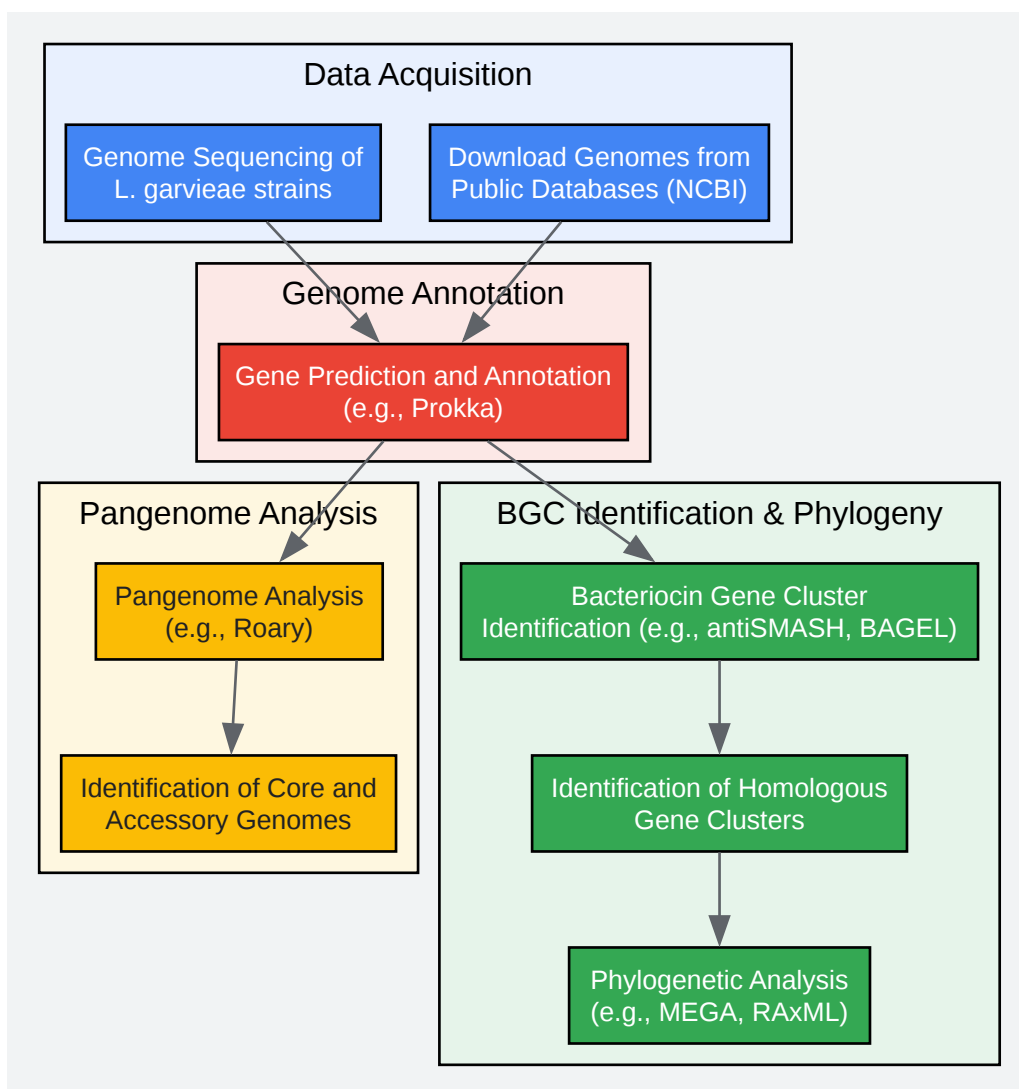 Data Acquisition
Genome Sequencing of
L. garvieae strains
Download Genomes from
Public Databases (NCBI)
Genome Annotation
Gene Prediction and Annotation
(e.g., Prokka)
Pangenome Analysis
Pangenome Analysis
(e.g., Roary)
Identification of Core and
Accessory Genomes
BGC Identification & Phylogeny
Bacteriocin Gene Cluster
Identification (e.g., antiSMASH, BAGEL)
Identification of Homologous
Gene Clusters
Phylogenetic Analysis
(e.g., MEGA, RAxML)